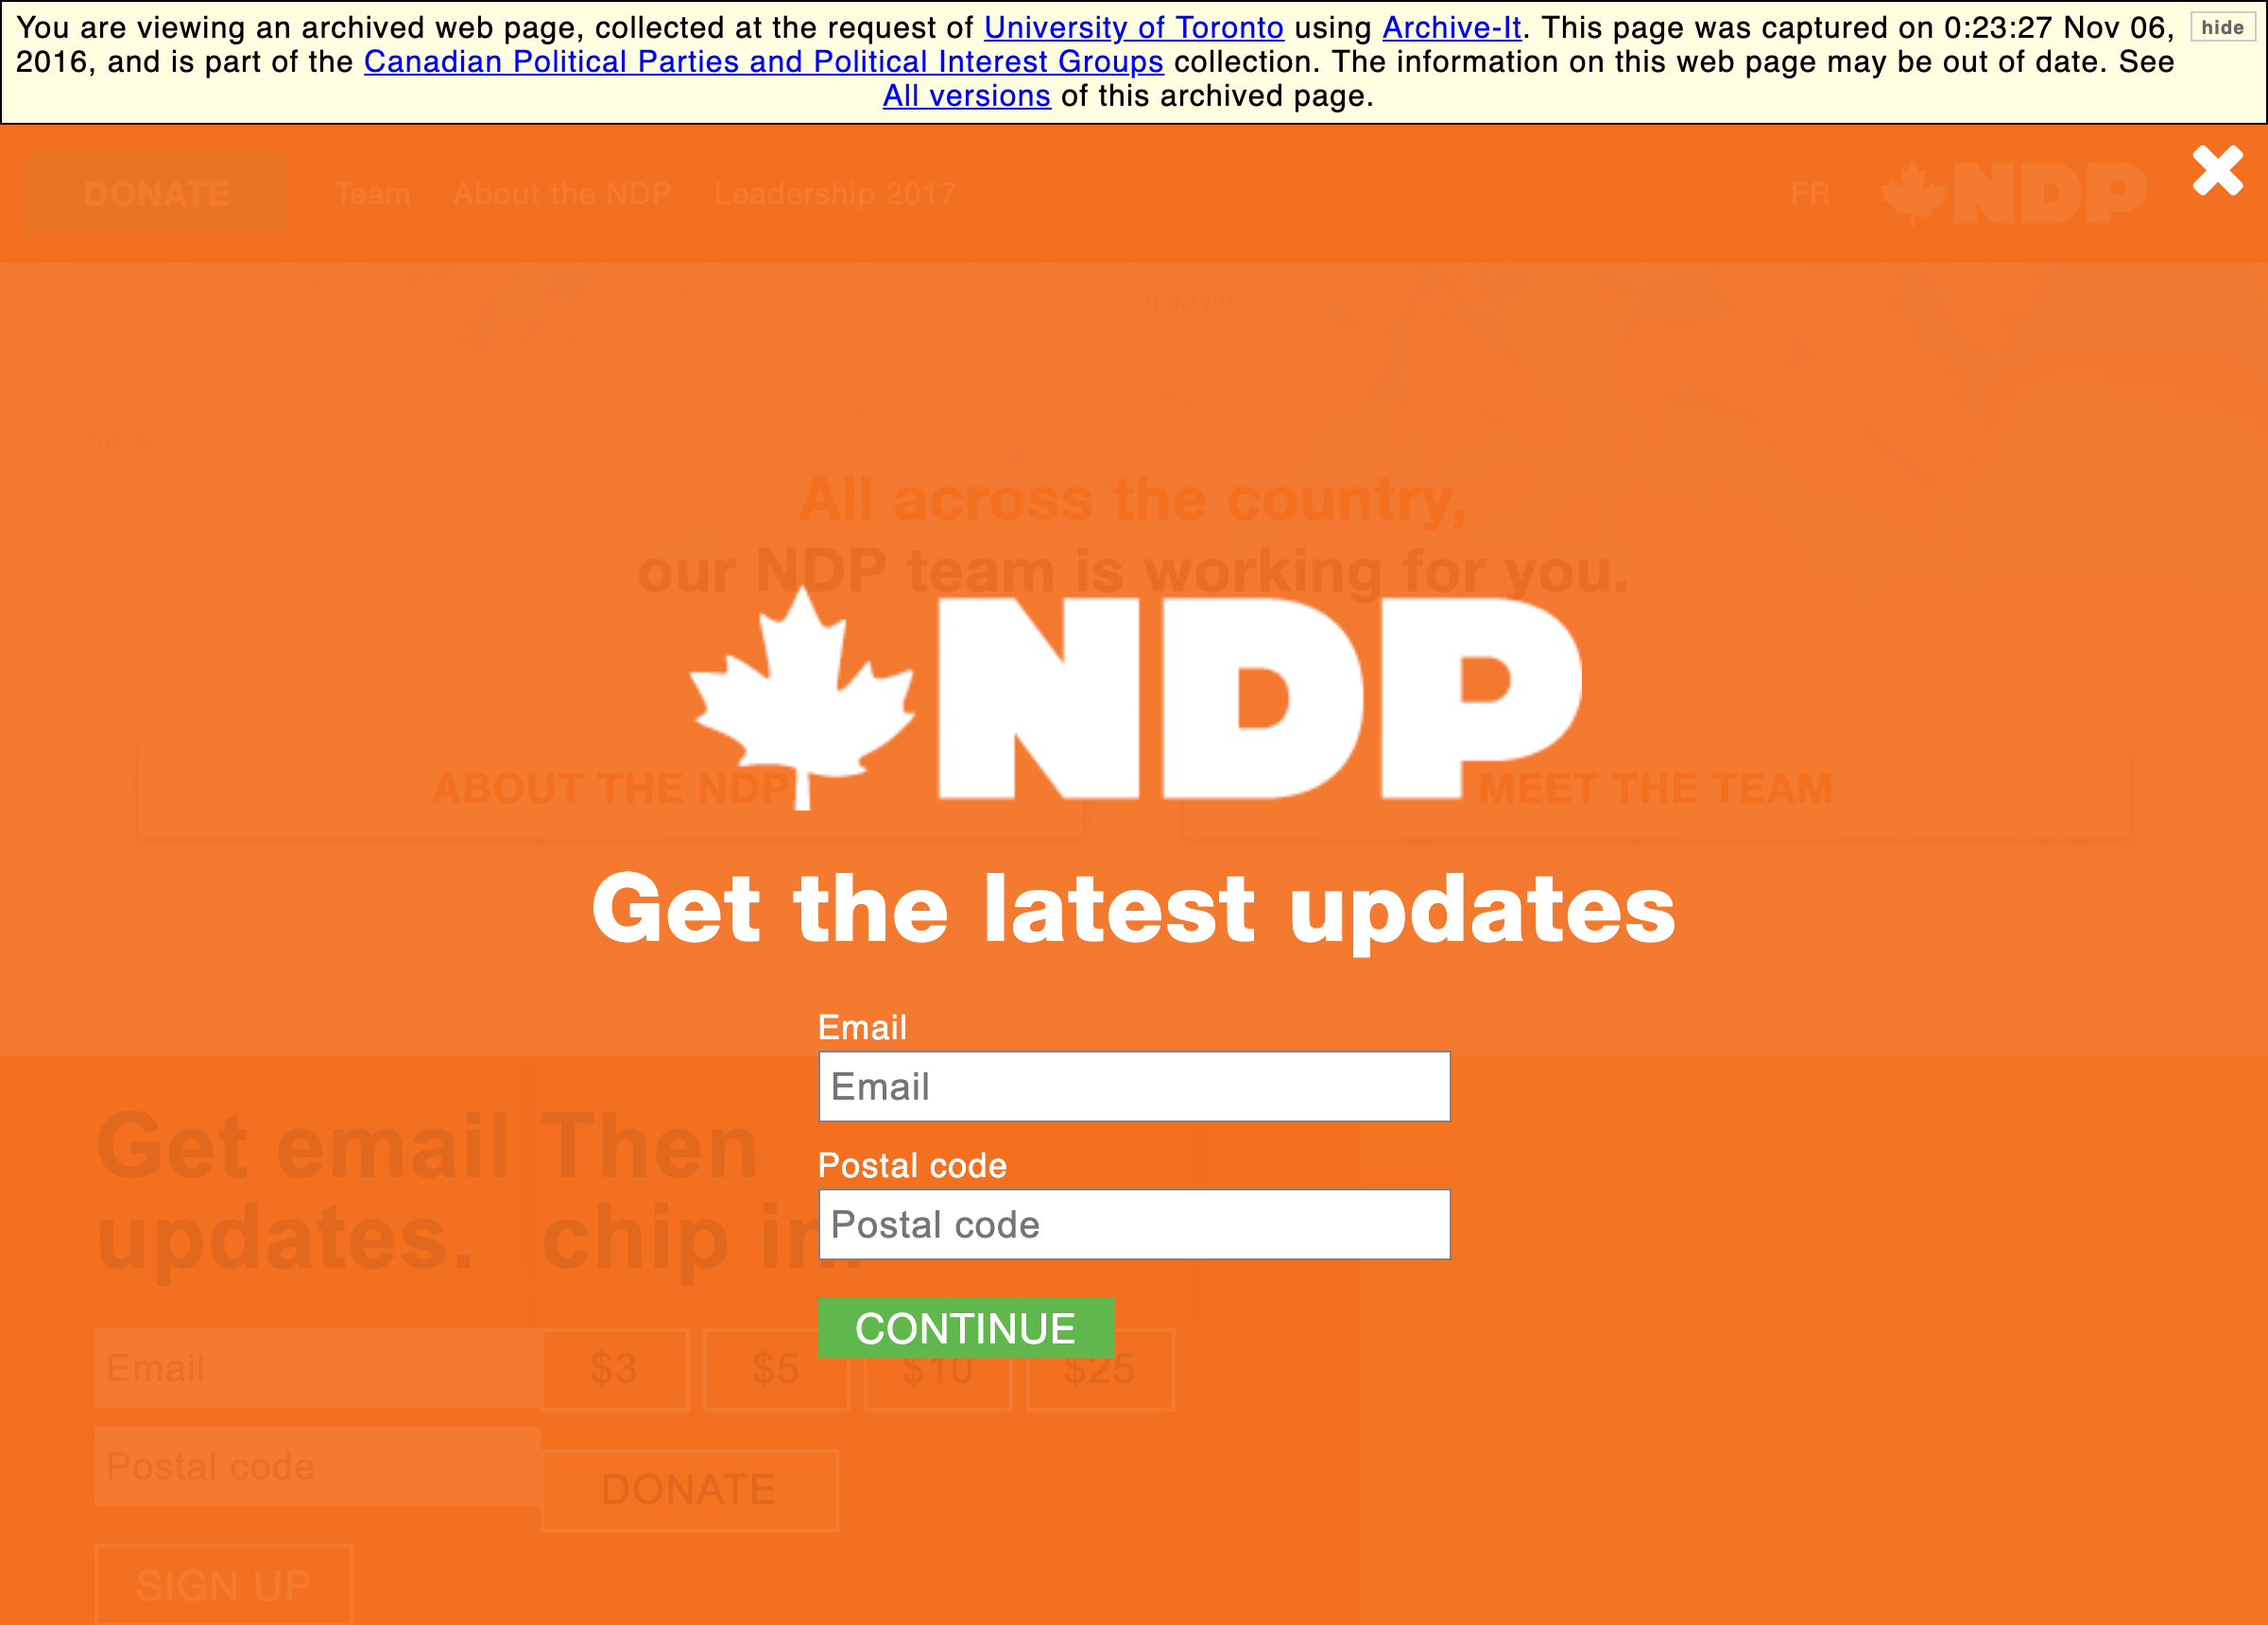 You are viewing an archived web page, collected at the request of University of Toronto using Archive-It. This page was captured on 0:23:27 Nov 06,
2016, and is part of the Canadian Political Parties and Political Interest Groups collection. The information on this web page may be out of date. See
All versions of this archived page.
hide
DONATE
Team
About the NDP
Leadership 2017
FR
NDP
NUNAVUT
YUKON
All across the country,
our NDP team is working for you.
NDP
ABOUT THE NDP
MEET THE TEAM
Get the latest updates
Email
Email
Postal code
Postal code
CONTINUE
Get email
updates.
Then
chip in.
Email
Postal code
SIGN UP
$3
$5
$10
$25
DONATE